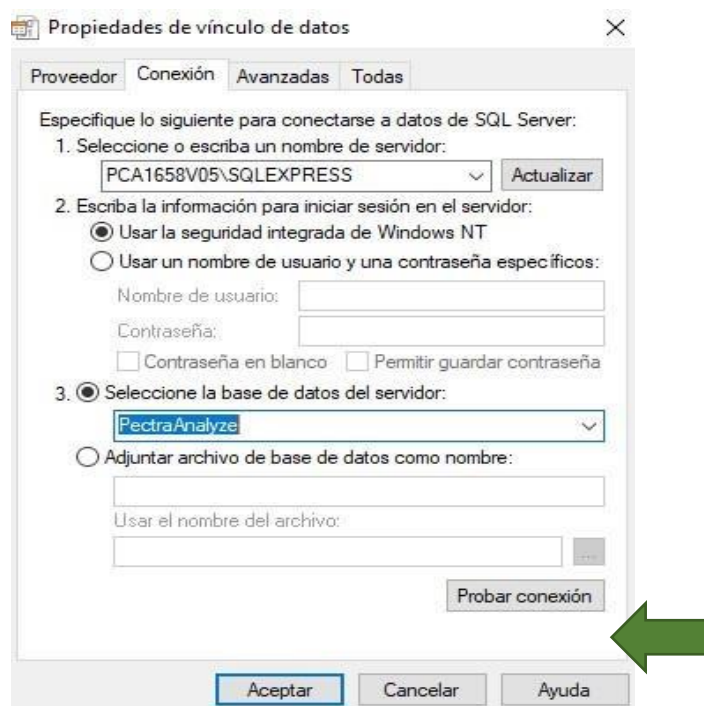 Propiedades de vínculo de datos
Proveedor Conexión Avanzadas Todas
Especifique lo siguiente para conectarse a datos de SQL Server:
1. Seleccione o escriba un nombre de servidor:
PCA1658V05\SQLEXPRESS Actualizar
2. Escriba la información para iniciar sesión en el servidor:
Usar la seguridad integrada de Windows NT
Usar un nombre de usuario y una contraseña específicos:
Nombre de usuario:
Contraseña:
Contraseña en blanco Permitir guardar contraseña
3. Seleccione la base de datos del servidor:
PectraAnalyze
Adjuntar archivo de base de datos como nombre:
Usar el nombre del archivo:
...
Probar conexión
Aceptar Cancelar Ayuda